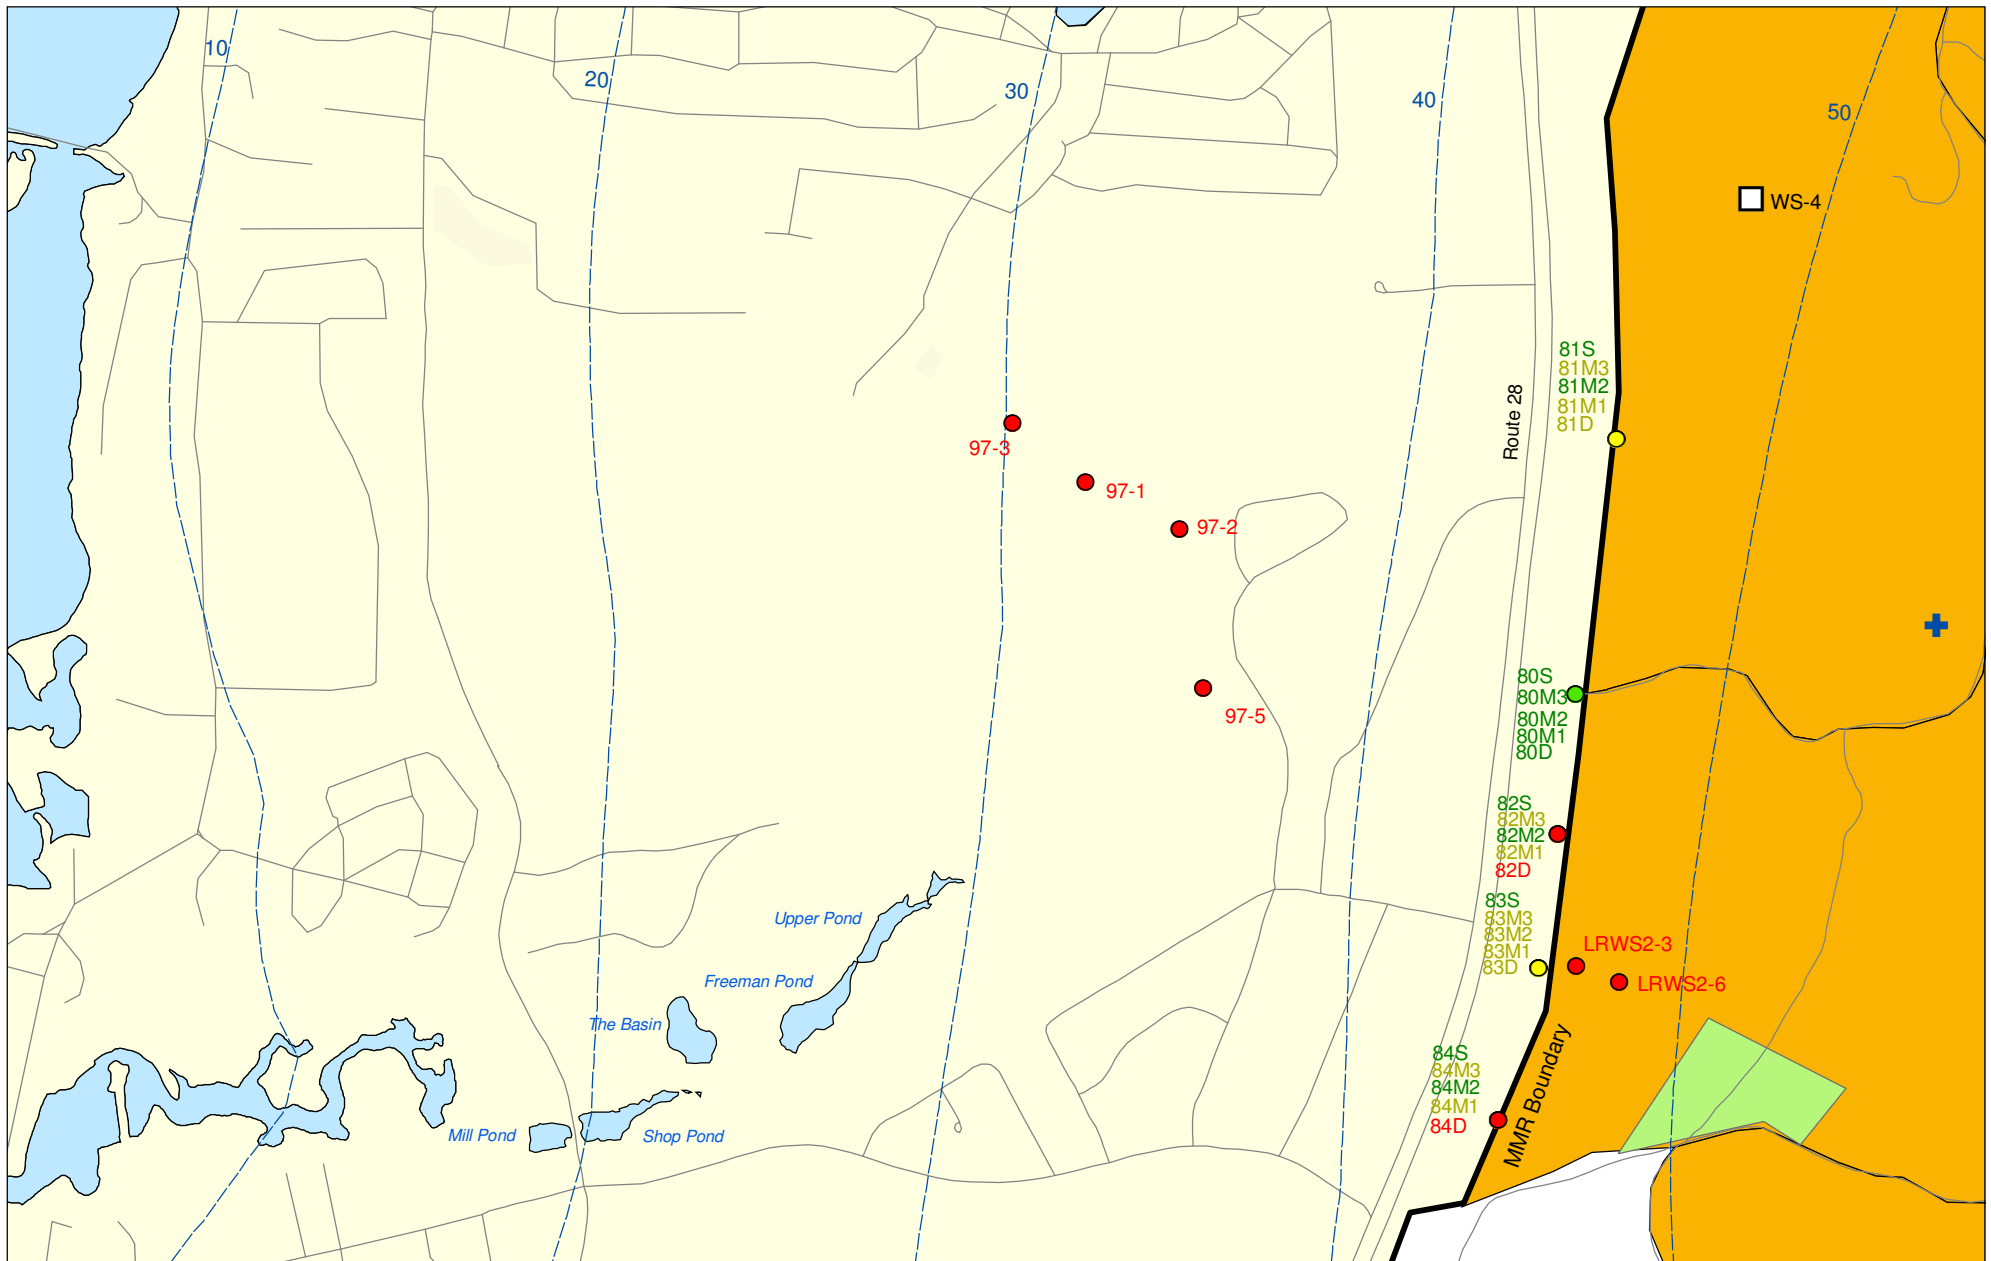 10
20
30
40
50
WS-4
81S
81M3
81M2
81M1
81D
Route 28
97-3
97-1
97-2
97-5
80S
80M3
80M2
80M1
80D
82S
82M3
82M2
82M1
82D
83S
83M3
83M2
83M1
83D
LRWS2-3
LRWS2-6
Upper Pond
Freeman Pond
The Basin
Mill Pond
Shop Pond
84S
84M3
84M2
84M1
84D
MMR Boundary